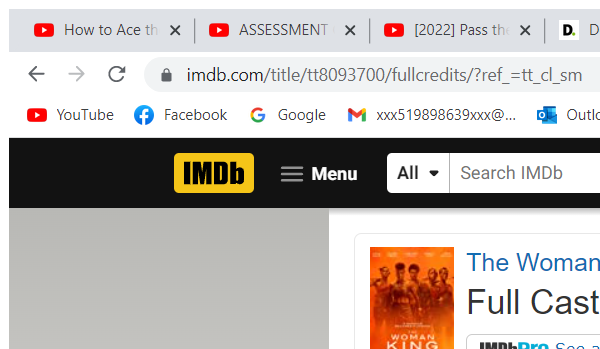 How to Ace th ASSESSMENT [2022] Pass the D
imdb.com/title/tt8093700/fullcredits/?ref_=tt_cl_sm
YouTube Facebook Google xxx519898639xxx@... Outlo
IMDb Menu All Search IMDb
The Woman
Full Cast
THE
WOMAN
KING
IMDbPro See a